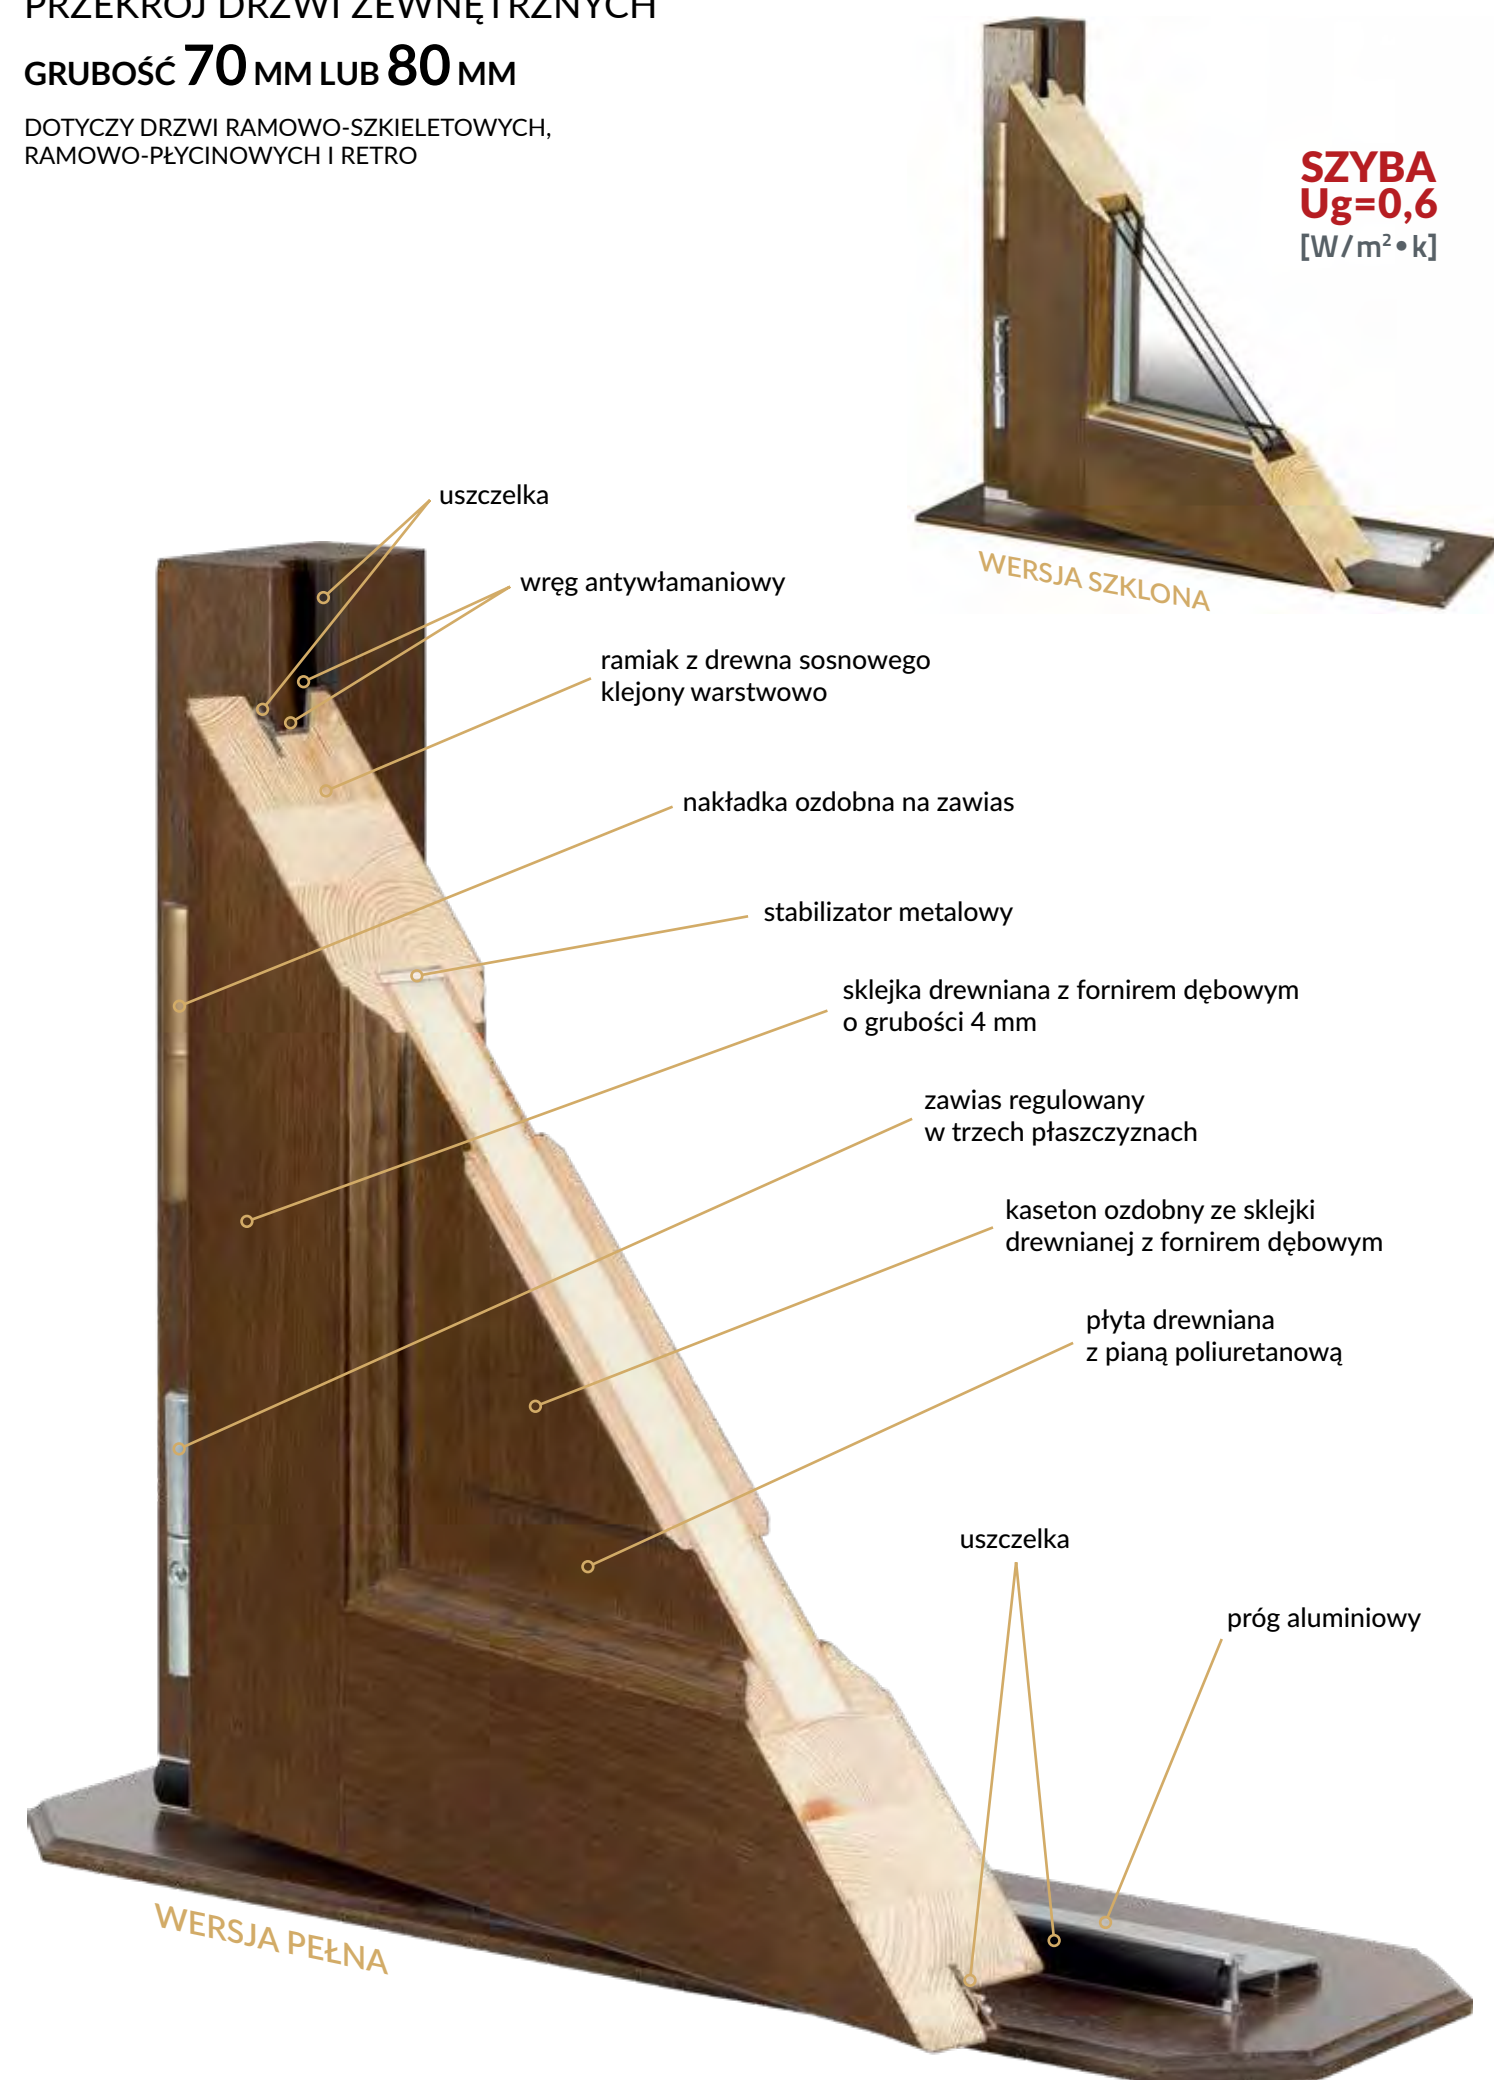 PRZEKRÓJ DRZWI ZEWNĘTRZNYCH
GRUBOŚĆ 70 MM LUB 80 MM
DOTYCZY DRZWI RAMOWO-SZKIELETOWYCH,
RAMOWO-PŁYCINOWYCH I RETRO
SZYBA
Ug=0,6
[W/m²•k]
WERSJA SZKLONA
uszczelka
wręg antywłamaniowy
ramiak z drewna sosnowego
klejony warstwowo
nakładka ozdobna na zawias
stabilizator metalowy
sklejka drewniana z fornirem dębowym
o grubości 4 mm
zawias regulowany
w trzech płaszczyznach
kaseton ozdobny ze sklejki
drewnianej z fornirem dębowym
płyta drewniana
z pianą poliuretanową
uszczelka
próg aluminiowy
WERSJA PEŁNA